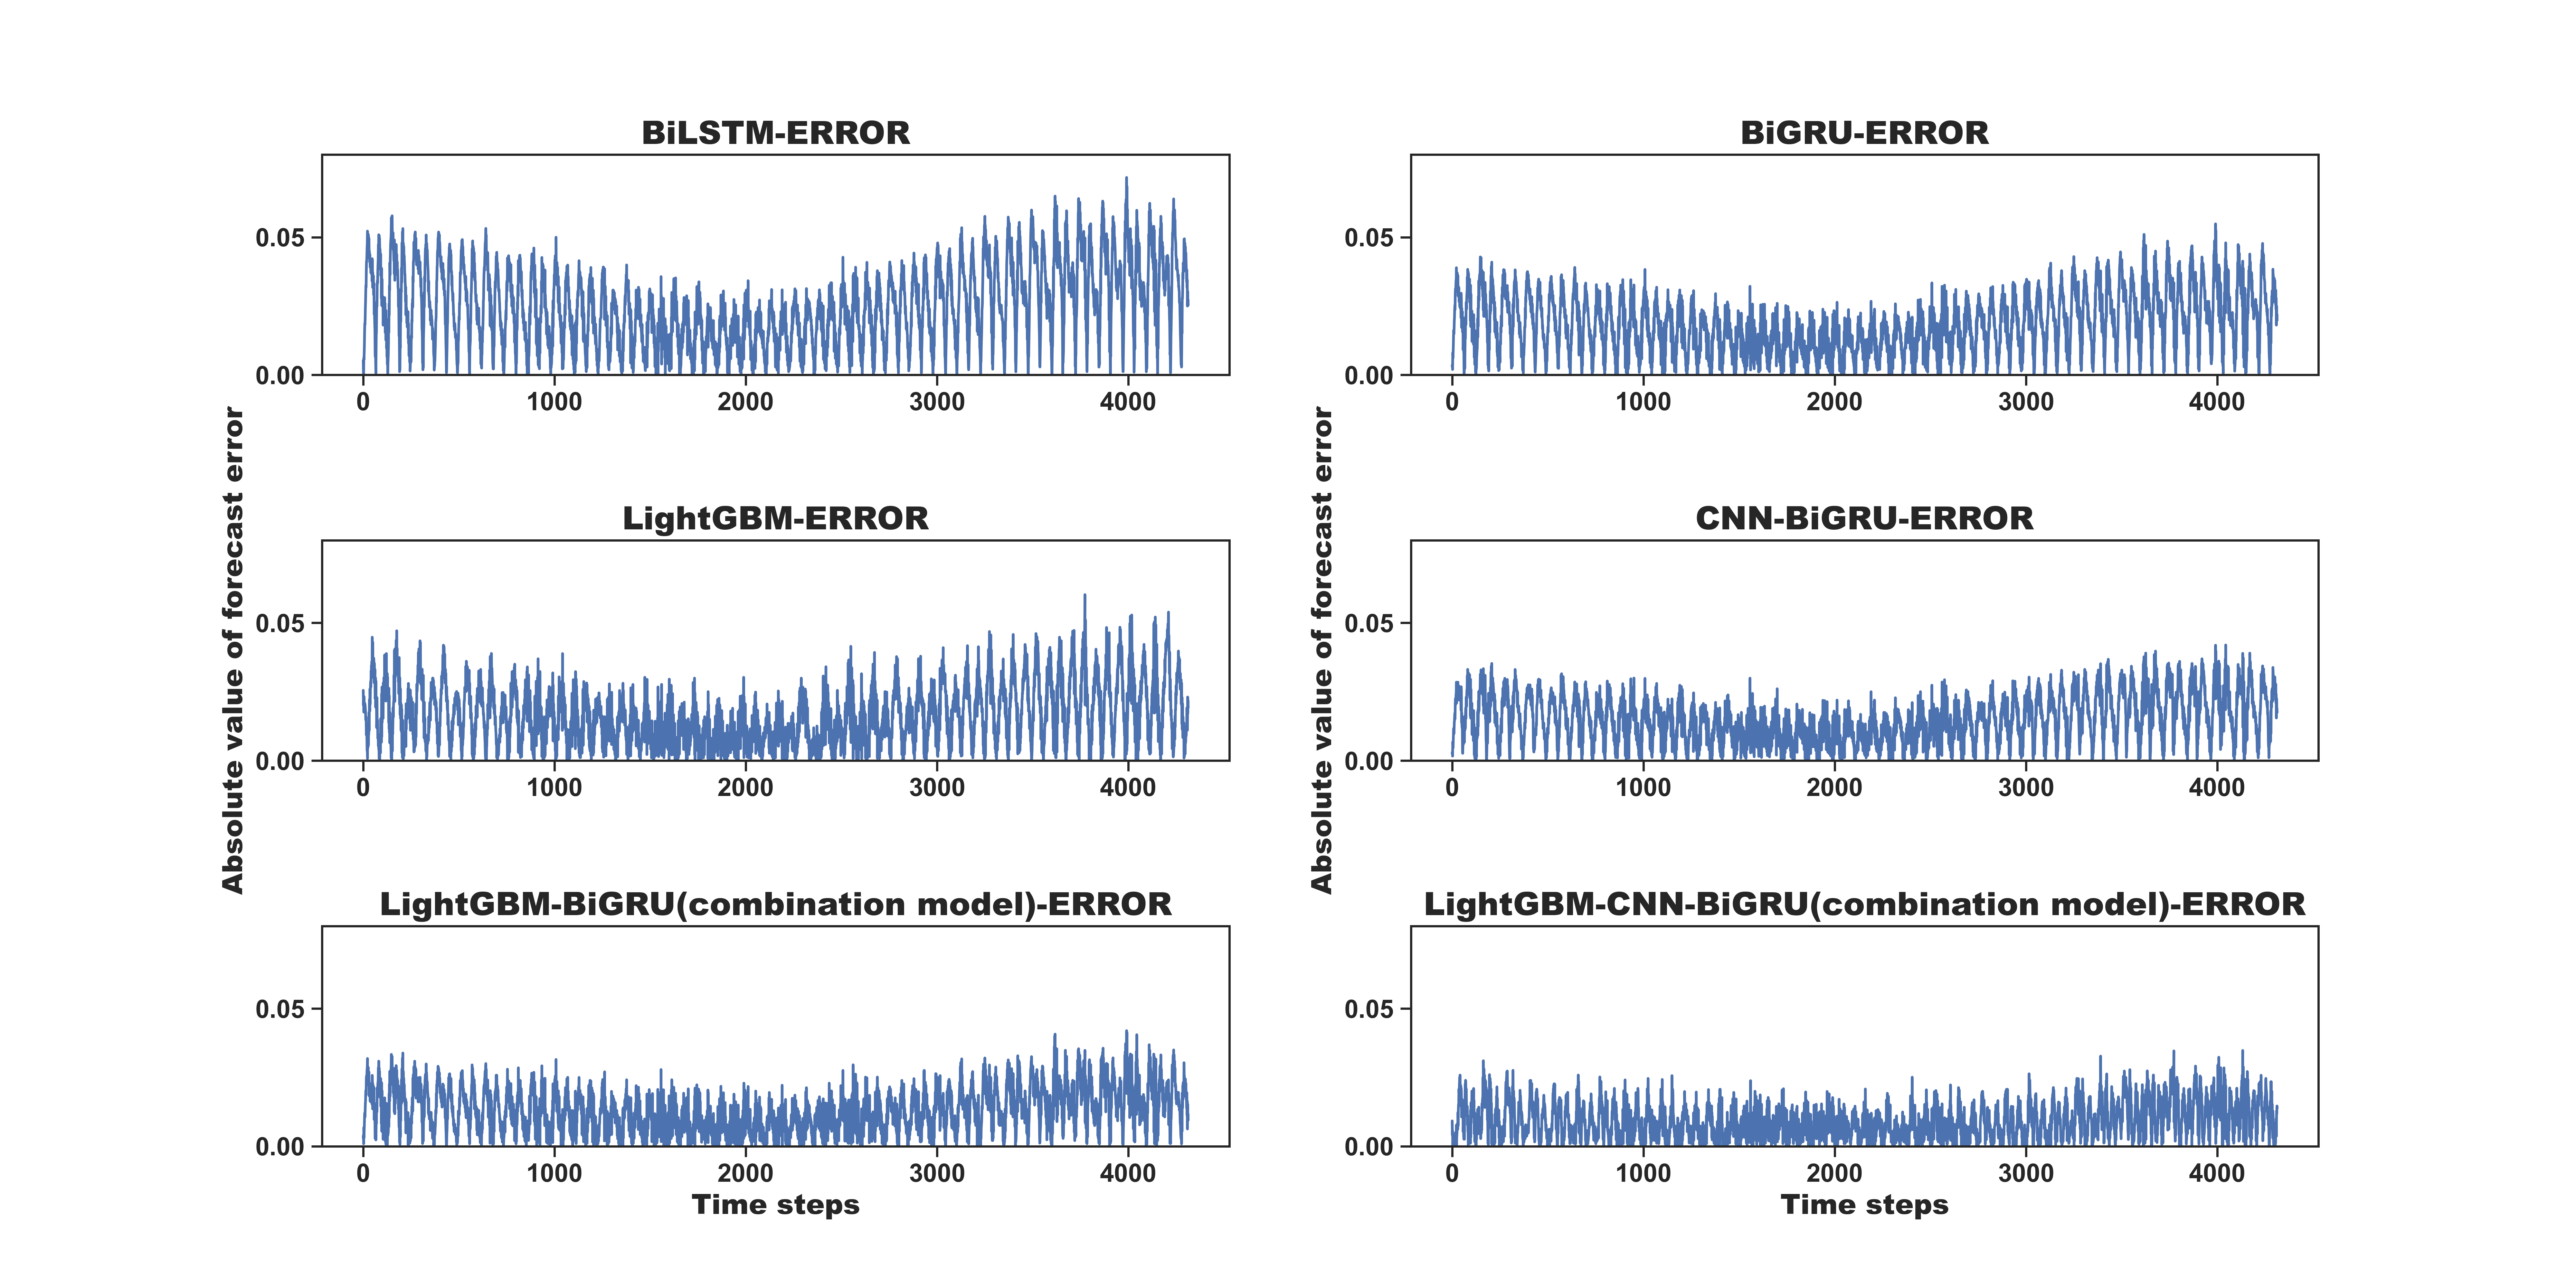 BiLSTM-ERROR
0.05
0.00
0 1000 2000 3000 4000
BiGRU-ERROR
0.05
0.00
0 1000 2000 3000 4000
Absolute value of forecast error
LightGBM-ERROR
0.05
0.00
0 1000 2000 3000 4000
Absolute value of forecast error
CNN-BiGRU-ERROR
0.05
0.00
0 1000 2000 3000 4000
LightGBM-BiGRU(combination model)-ERROR
0.05
0.00
0 1000 2000 3000 4000
Time steps
LightGBM-CNN-BiGRU(combination model)-ERROR
0.05
0.00
0 1000 2000 3000 4000
Time steps